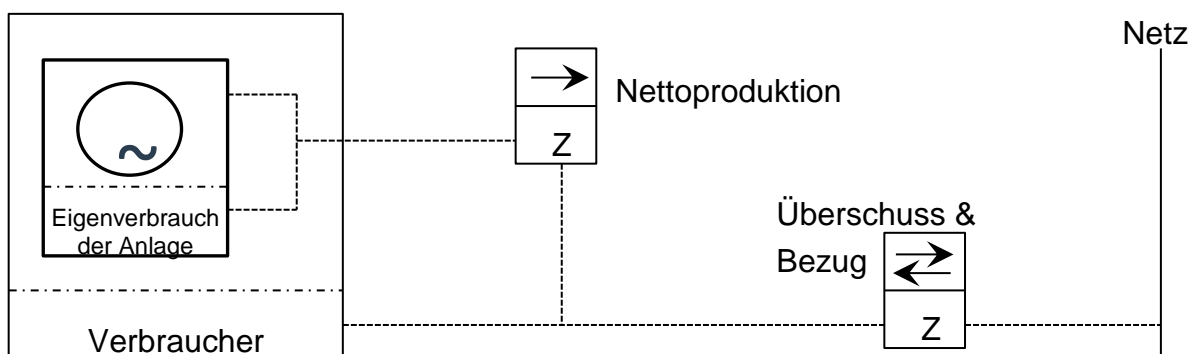 Netz
Nettoproduktion
Z
Eigenverbrauch
der Anlage
Überschuss &
Bezug
Z
Verbraucher